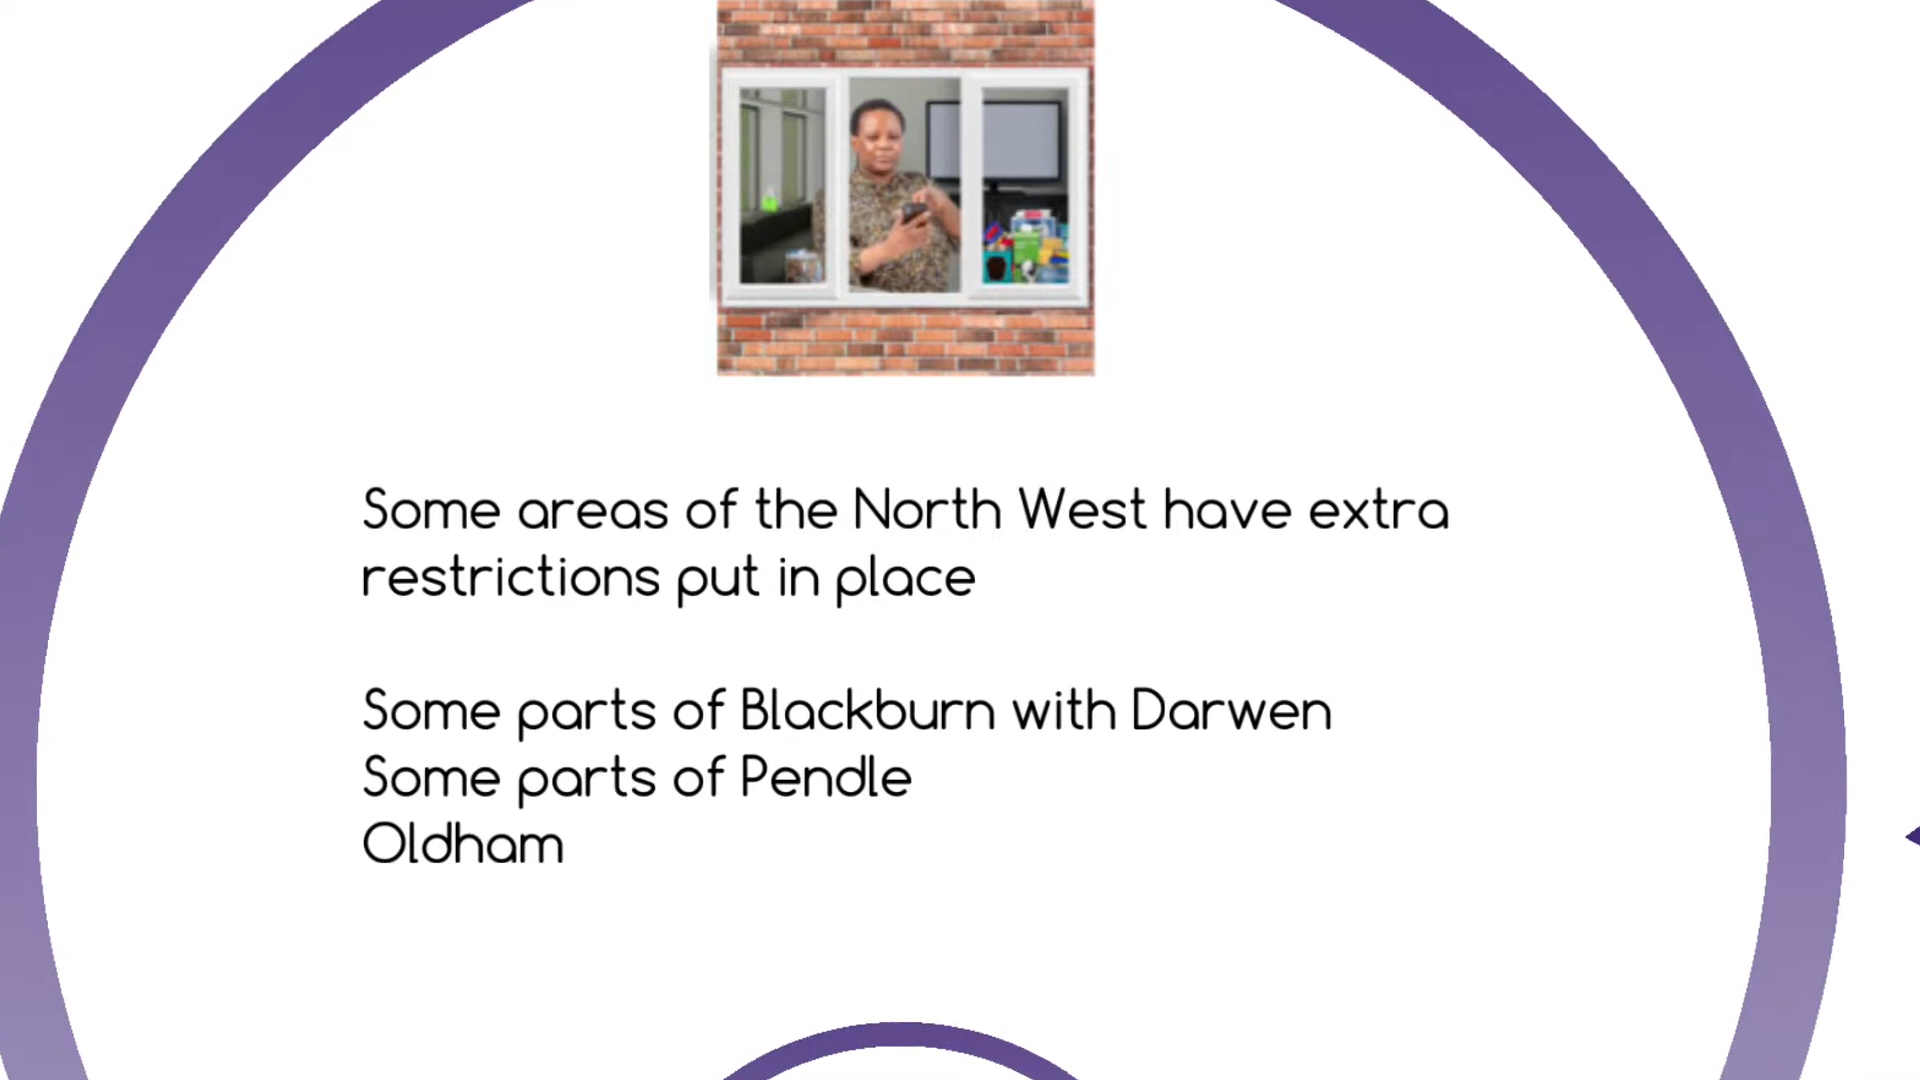 Some areas of the North West have extra
restrictions put in place
Some parts of Blackburn with Darwen
Some parts of Pendle
Oldham